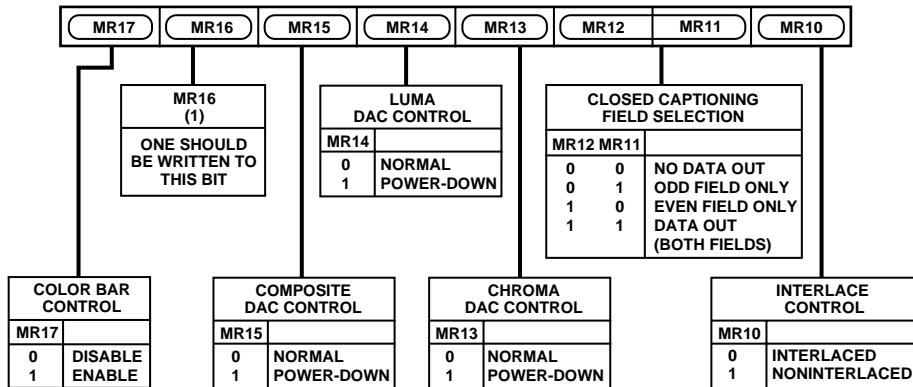 MR17 MR16 MR15 MR14 MR13 MR12 MR11 MR10
MR16
(1)
ONE SHOULD
BE WRITTEN TO
THIS BIT
LUMA
DAC CONTROL
MR14
0 NORMAL
1 POWER-DOWN
CLOSED CAPTIONING
FIELD SELECTION
MR12 MR11
0 0 NO DATA OUT
0 1 ODD FIELD ONLY
1 0 EVEN FIELD ONLY
1 1 DATA OUT
(BOTH FIELDS)
COLOR BAR
CONTROL
MR17
0 DISABLE
1 ENABLE
COMPOSITE
DAC CONTROL
MR15
0 NORMAL
1 POWER-DOWN
CHROMA
DAC CONTROL
MR13
0 NORMAL
1 POWER-DOWN
INTERLACE
CONTROL
MR10
0 INTERLACED
1 NONINTERLACED